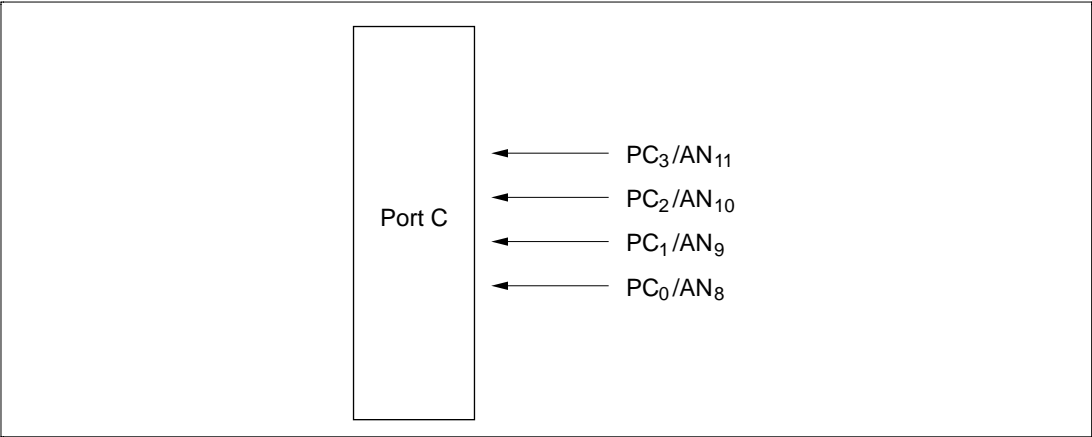 PC₃/AN₁₁
PC₂/AN₁₀
Port C
PC₁/AN₉
PC₀/AN₈